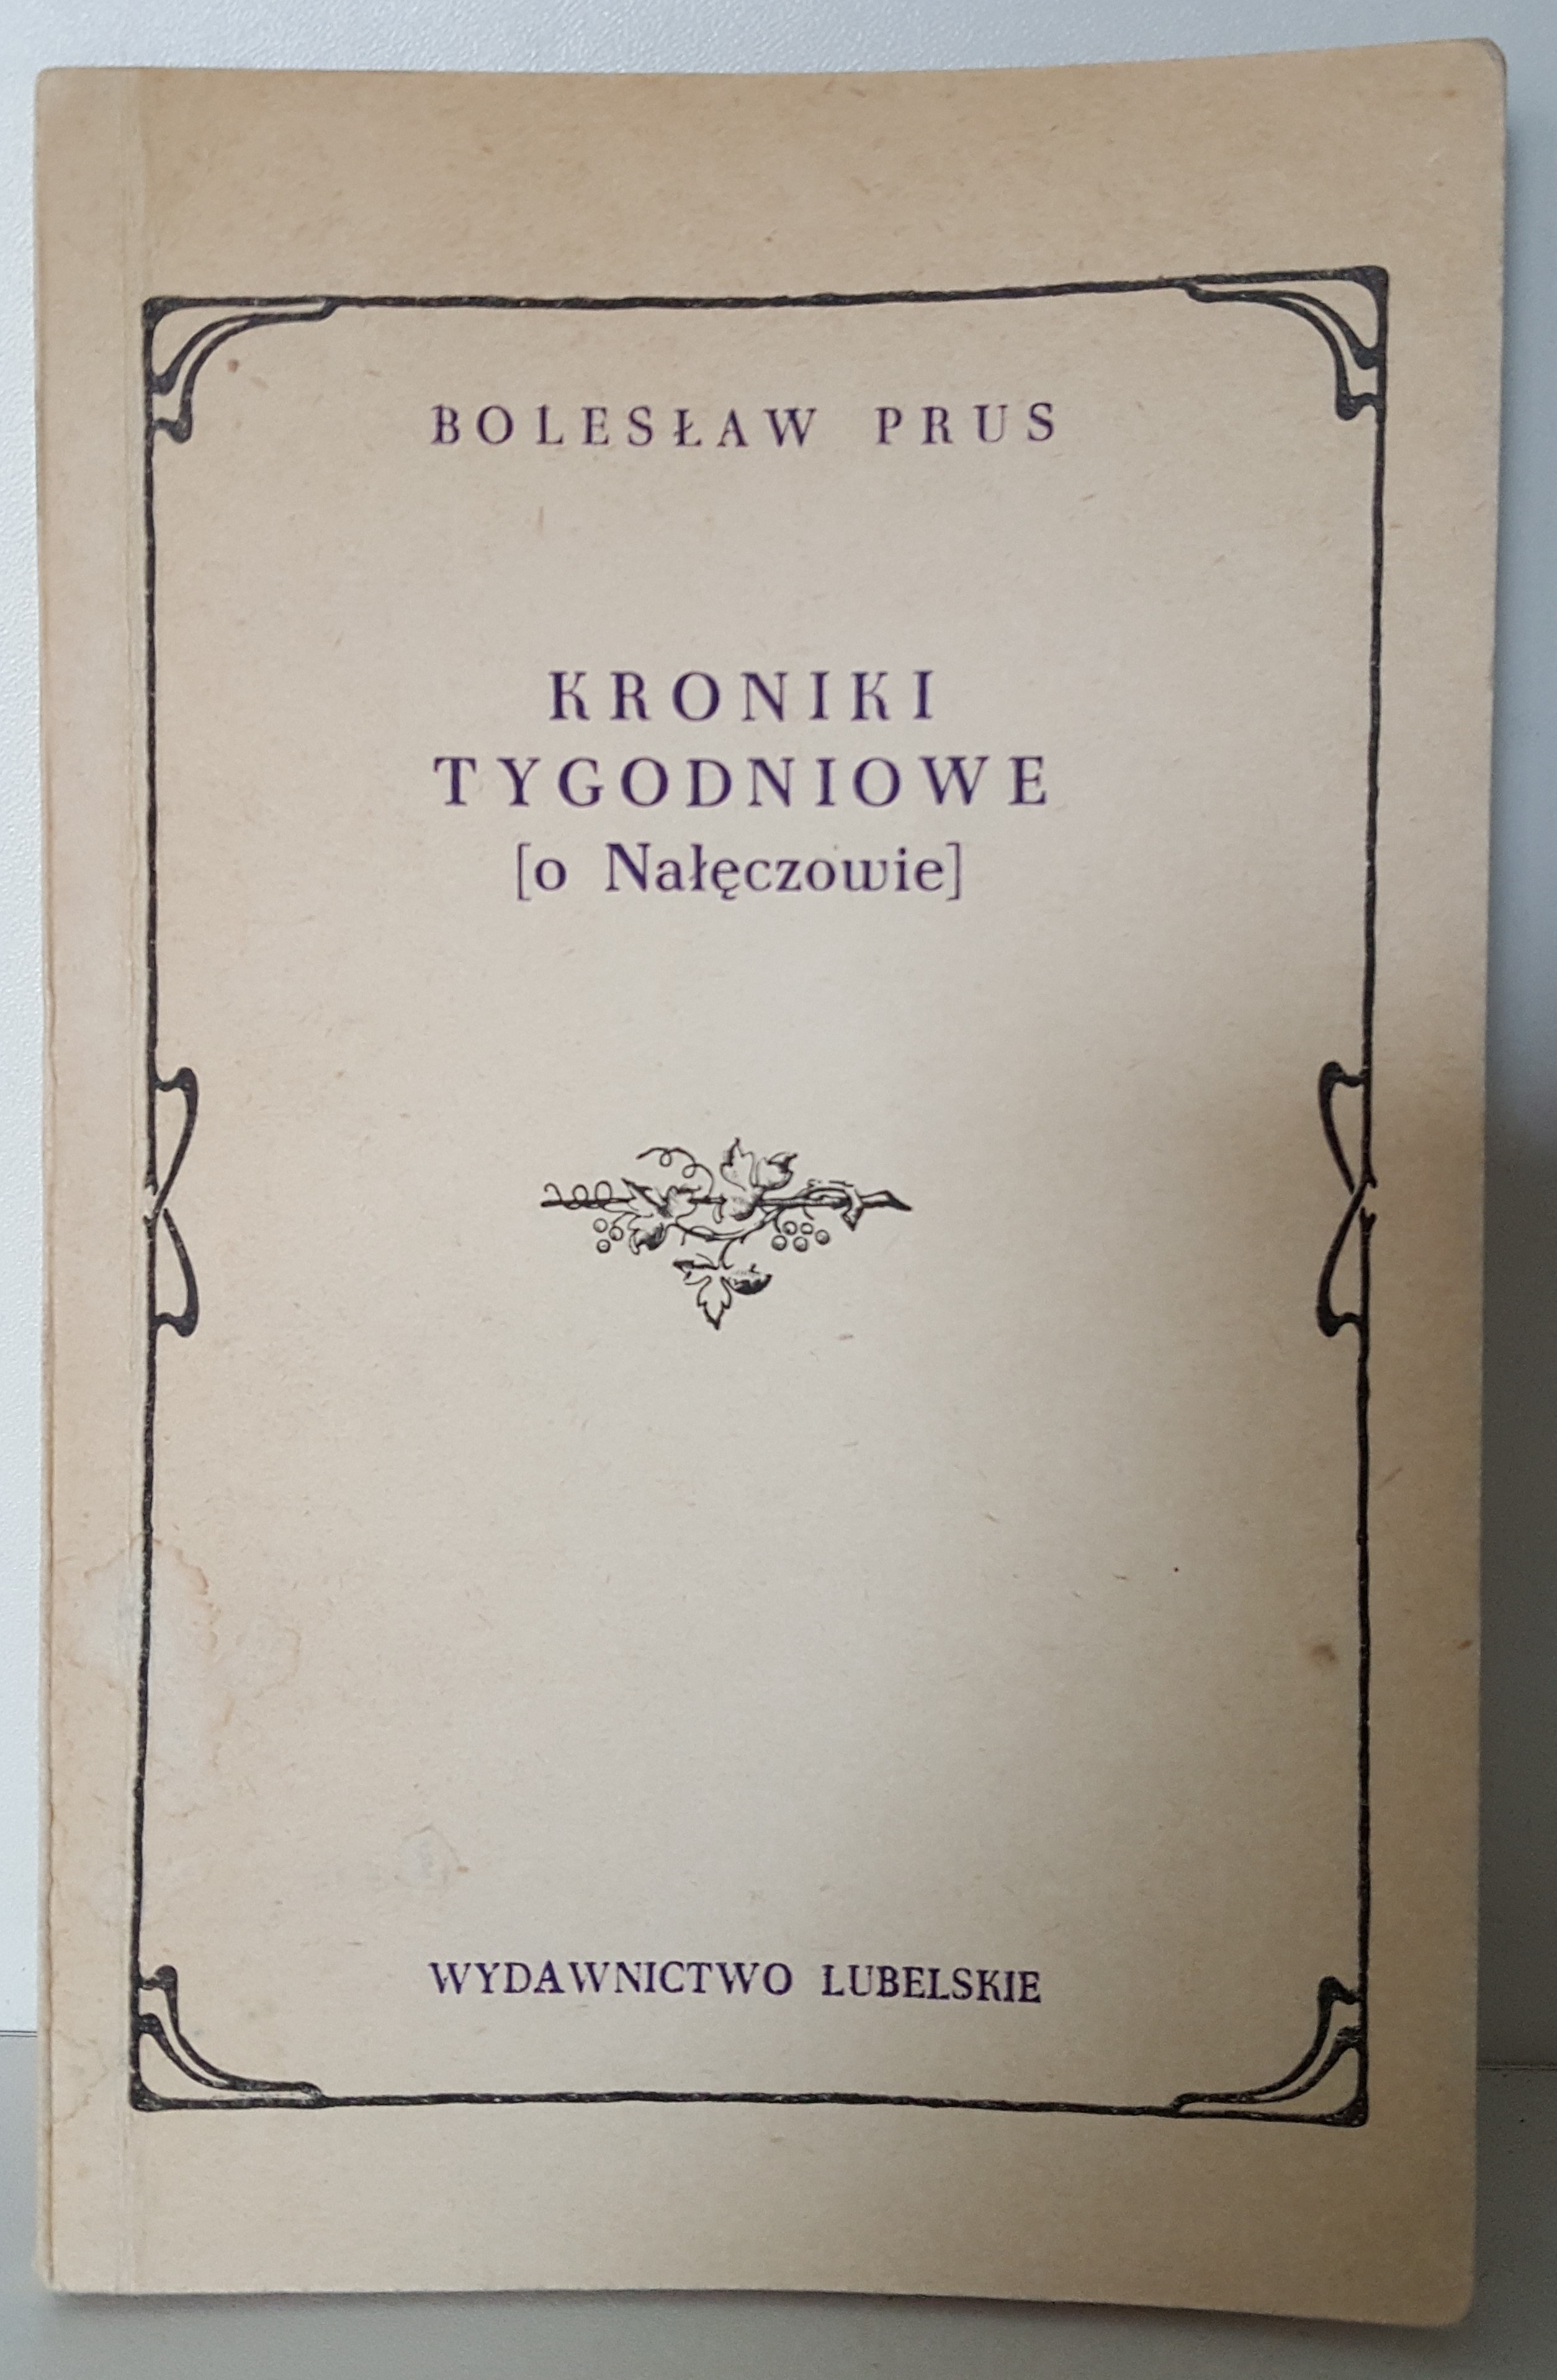 BOLESŁAW PRUS
KRONIKI
TYGODNIOWE
[o Nałęczowie]
WYDAWNICTWO LUBELSKIE